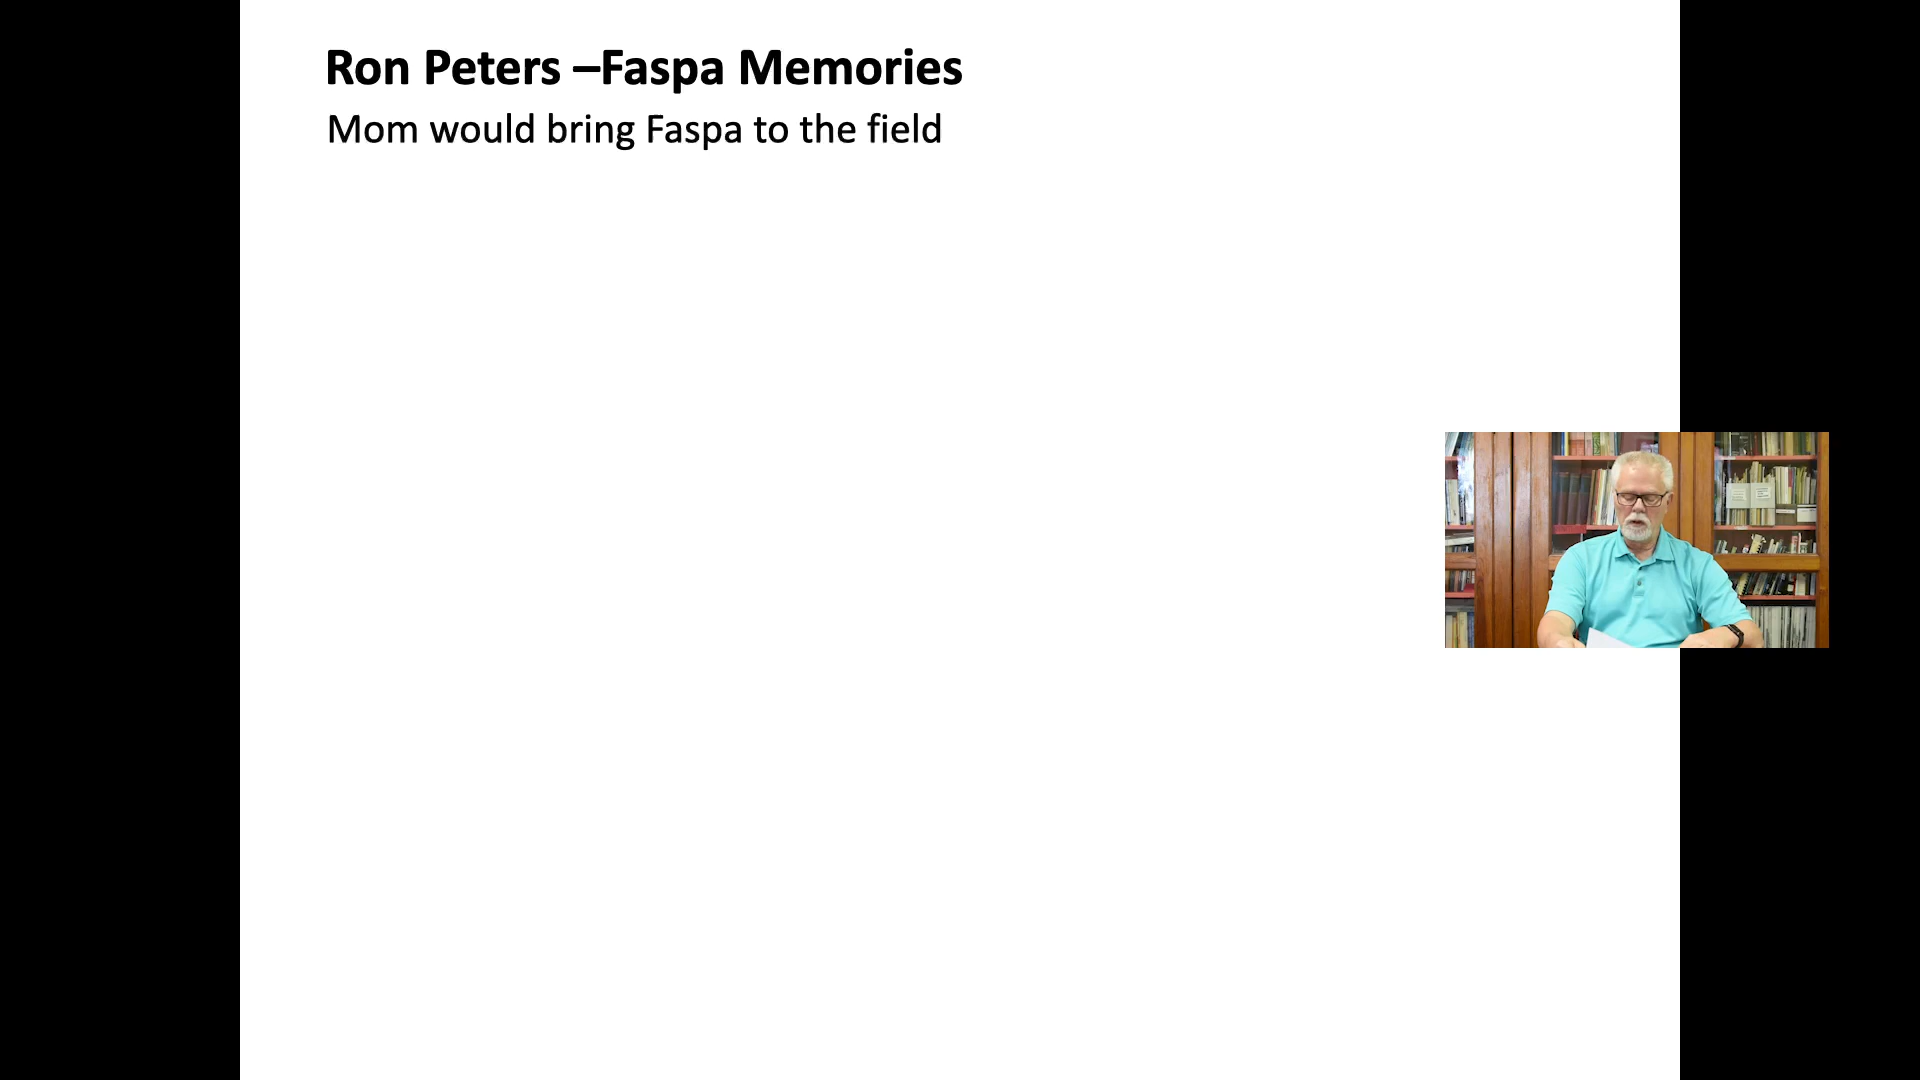 Ron Peters –Faspa Memories
Mom would bring Faspa to the field